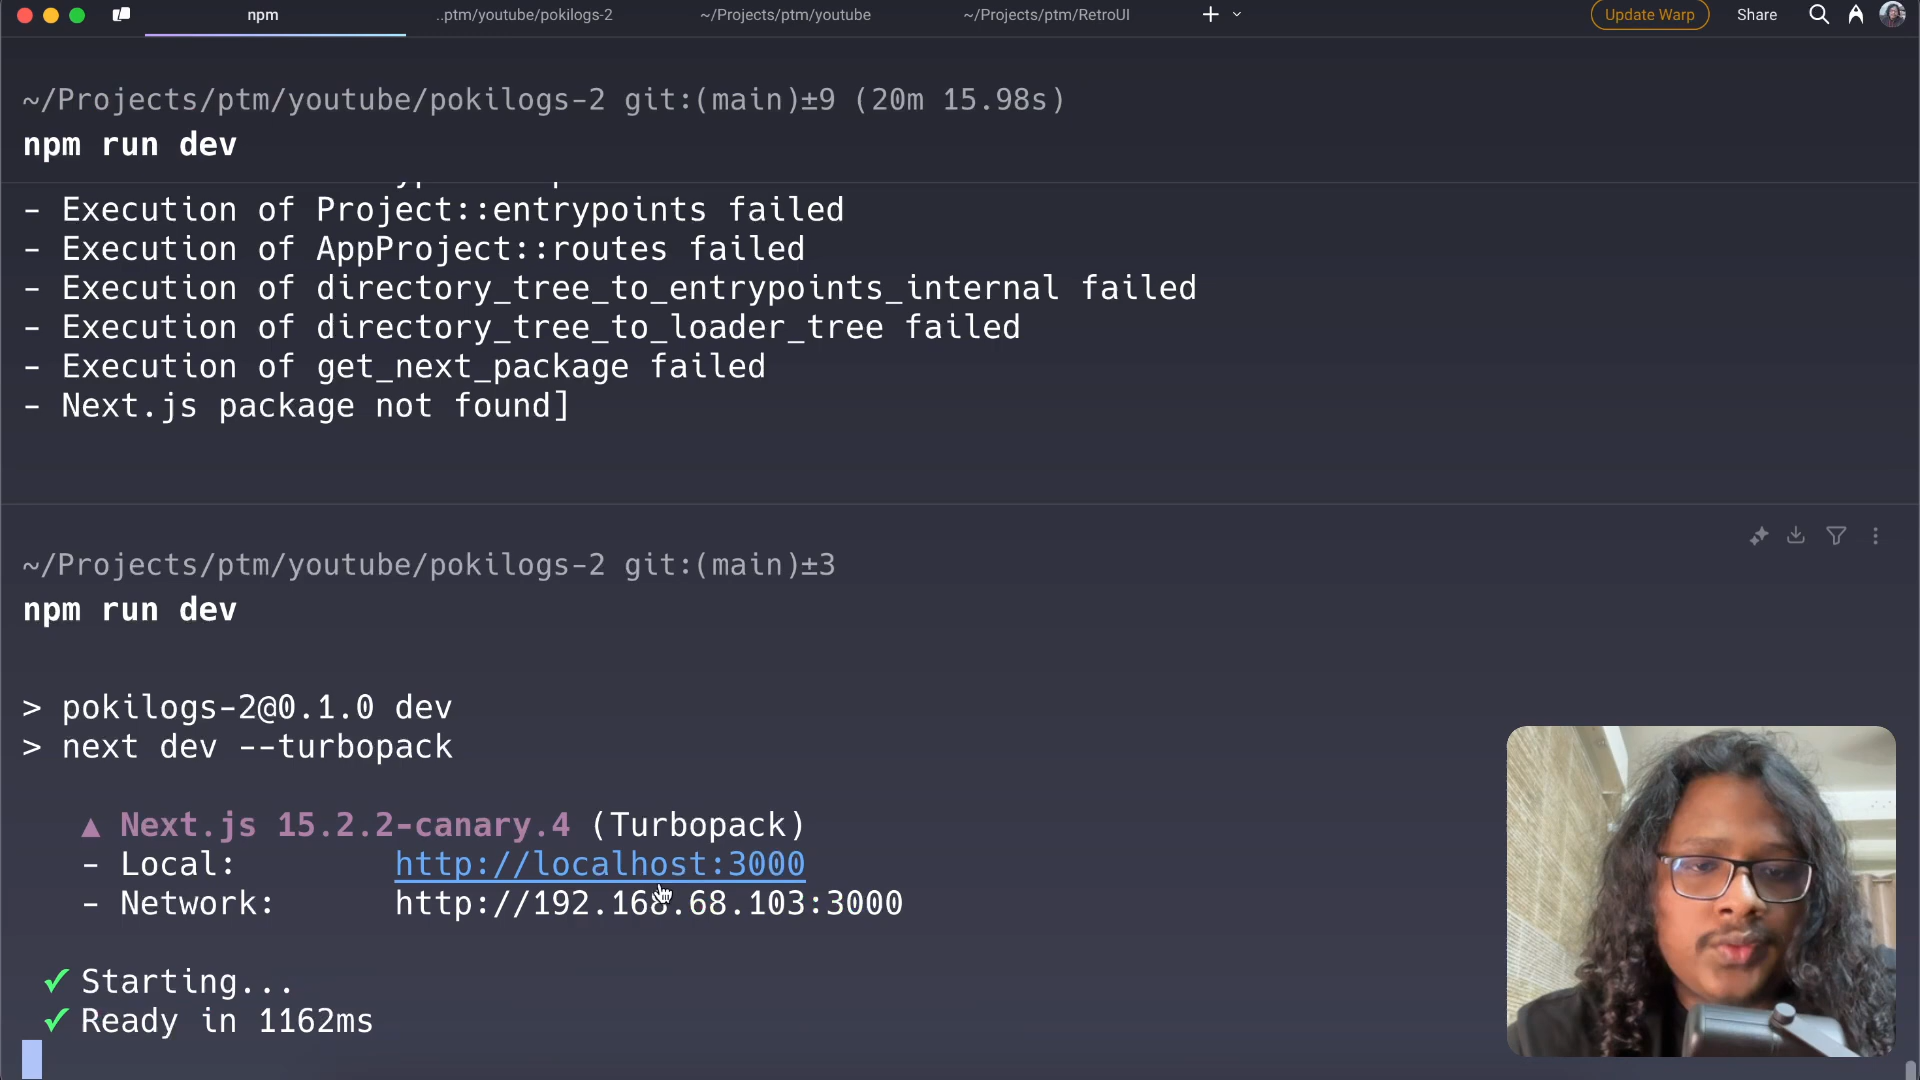 npm
..ptm/youtube/pokilogs-2
~/Projects/ptm/youtube
~/Projects/ptm/RetroUI
Update Warp
Share
~/Projects/ptm/youtube/pokilogs-2 git:(main)±9 (20m 15.98s)
npm run dev
- Execution of Project::entrypoints failed
- Execution of AppProject::routes failed
- Execution of directory_tree_to_entrypoints_internal failed
- Execution of directory_tree_to_loader_tree failed
- Execution of get_next_package failed
- Next.js package not found]
~/Projects/ptm/youtube/pokilogs-2 git:(main)±3
npm run dev
> pokilogs-2@0.1.0 dev
> next dev --turbopack
▲ Next.js 15.2.2-canary.4 (Turbopack)
- Local: http://localhost:3000
- Network: http://192.168.68.103:3000
✓ Starting...
✓ Ready in 1162ms